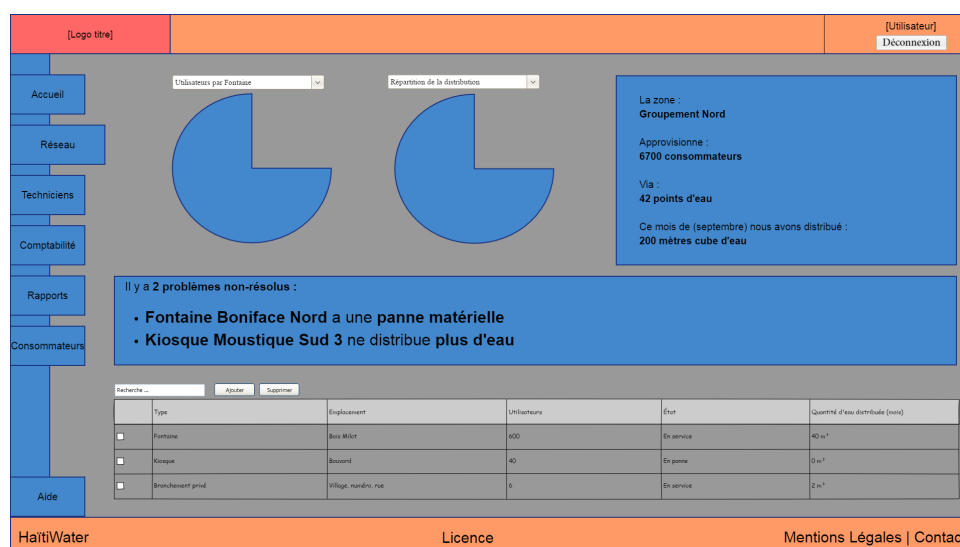 [Logo titre]
[Utilisateur]
Déconnexion
Accueil
Réseau
Techniciens
Comptabilité
Rapports
Consommateurs
Aide
Utilisateurs par Fontaine
Répartition de la distribution
La zone :
Groupement Nord
Approvisionne :
6700 consommateurs
Via :
42 points d'eau
Ce mois de (septembre) nous avons distribué :
200 mètres cube d'eau
Il y a 2 problèmes non-résolus :
• Fontaine Boniface Nord a une panne matérielle
• Kiosque Moustique Sud 3 ne distribue plus d'eau
Recherche ... Ajouter Supprimer
Type Emplacement Utilisateurs État Quantité d'eau distribuée (mois)
Fontaine Bois Milot 600 En service 40 m³
Kiosque Bouvard 40 En panne 0 m³
Branchement privé Village, numéro, rue 6 En service 2 m³
HaïtiWater Licence Mentions Légales | Contac